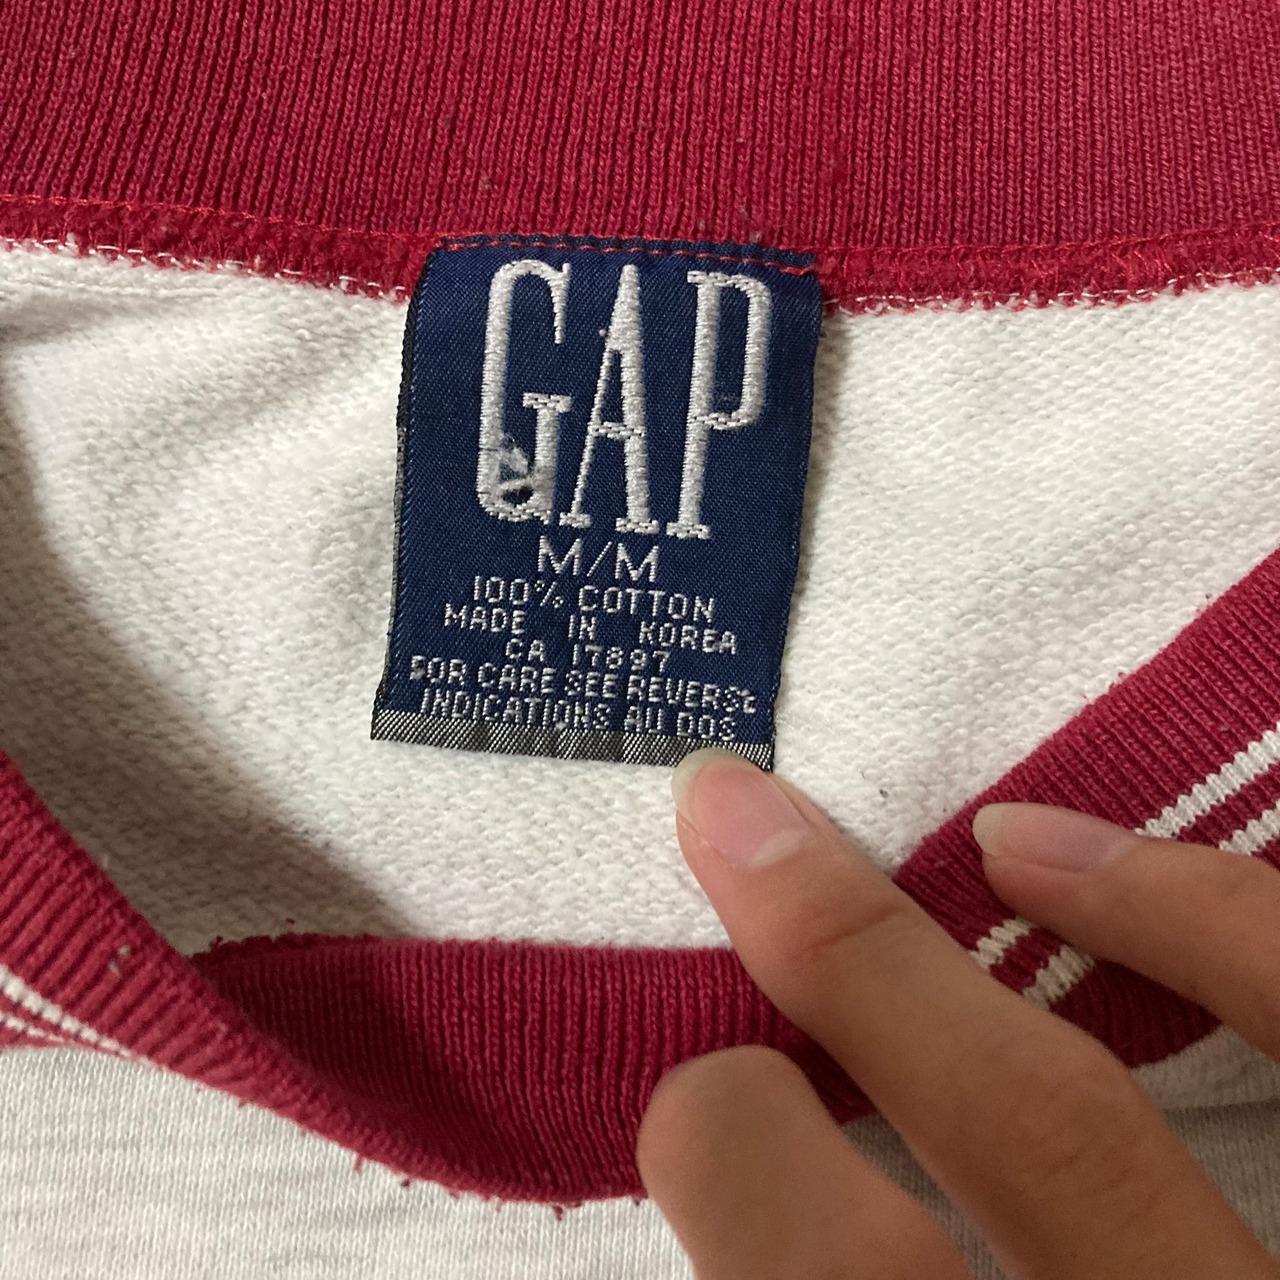 GAP
M/M
100% COTTON
MADE IN KOREA
CA 17897
FOR CARE SEE REVERSE
INDICATIONS AU DOS